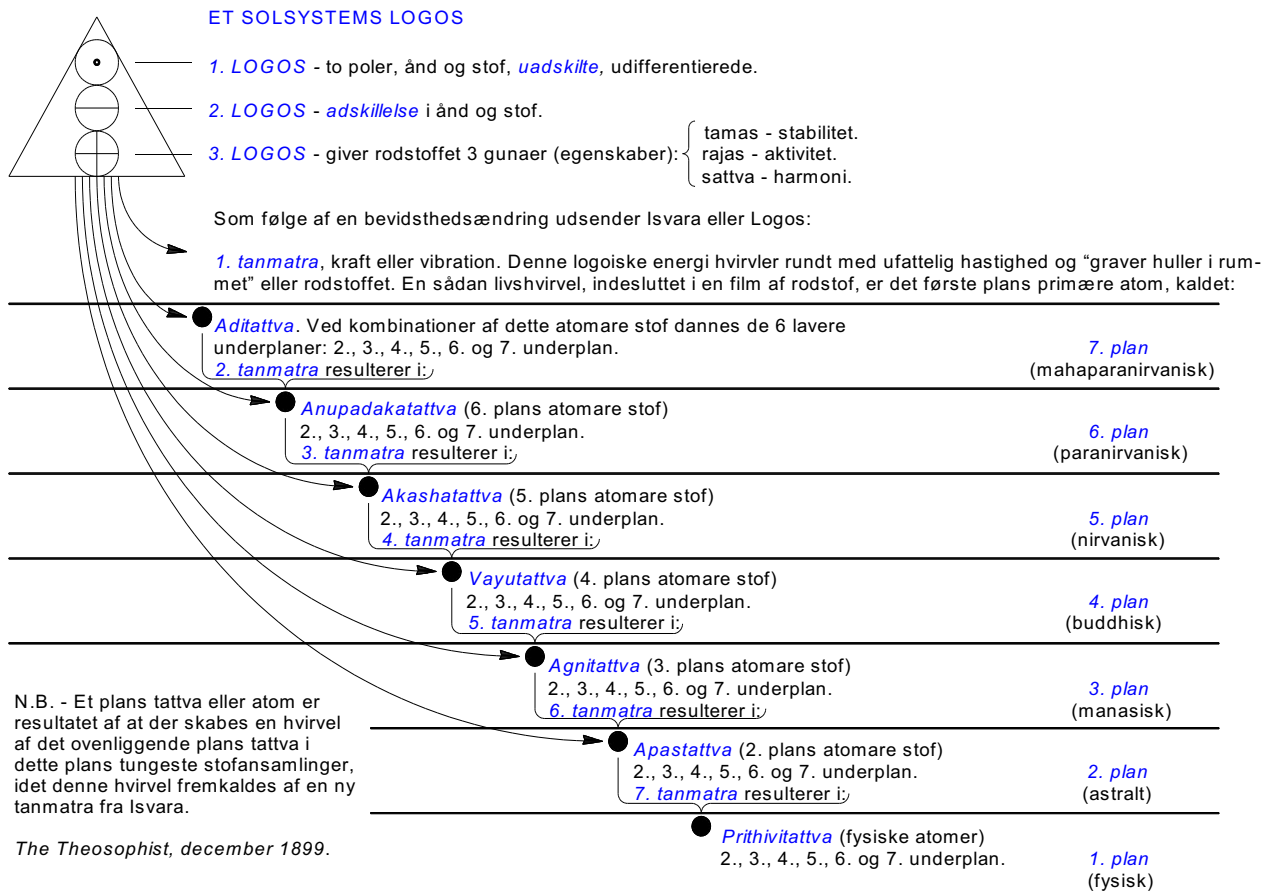 ET SOLSYSTEMS LOGOS
1. LOGOS - to poler, ånd og stof, uadskilte, udifferentierede.
2. LOGOS - adskillelse i ånd og stof.
3. LOGOS - giver rodstoffet 3 gunaer (egenskaber):
tamas - stabilitet.
rajas - aktivitet.
sattva - harmoni.
Som følge af en bevidsthedsændring udsender Isvara eller Logos:
1. tanmatra, kraft eller vibration. Denne logoiske energi hvirvler rundt med ufattelig hastighed og “graver huller i rum-
met” eller rodstoffet. En sådan livshvirvel, indesluttet i en film af rodstof, er det første plans primære atom, kaldet:
Aditattva. Ved kombinationer af dette atomare stof dannes de 6 lavere
underplaner: 2., 3., 4., 5., 6. og 7. underplan.
2. tanmatra resulterer i:
7. plan
(mahaparanirvanisk)
Anupadakatattva (6. plans atomare stof)
2., 3., 4., 5., 6. og 7. underplan.
3. tanmatra resulterer i:
6. plan
(paranirvanisk)
Akashatattva (5. plans atomare stof)
2., 3., 4., 5., 6. og 7. underplan.
4. tanmatra resulterer i:
5. plan
(nirvanisk)
Vayutattva (4. plans atomare stof)
2., 3., 4., 5., 6. og 7. underplan.
5. tanmatra resulterer i:
4. plan
(buddhisk)
Agnitattva (3. plans atomare stof)
2., 3., 4., 5., 6. og 7. underplan.
6. tanmatra resulterer i:
3. plan
(manasisk)
Apastattva (2. plans atomare stof)
2., 3., 4., 5., 6. og 7. underplan.
7. tanmatra resulterer i:
2. plan
(astralt)
Prithivitattva (fysiske atomer)
2., 3., 4., 5., 6. og 7. underplan.
1. plan
(fysisk)
N.B. - Et plans tattva eller atom er
resultatet af at der skabes en hvirvel
af det ovenliggende plans tattva i
dette plans tungeste stofansamlinger,
idet denne hvirvel fremkaldes af en ny
tanmatra fra Isvara.
The Theosophist, december 1899.